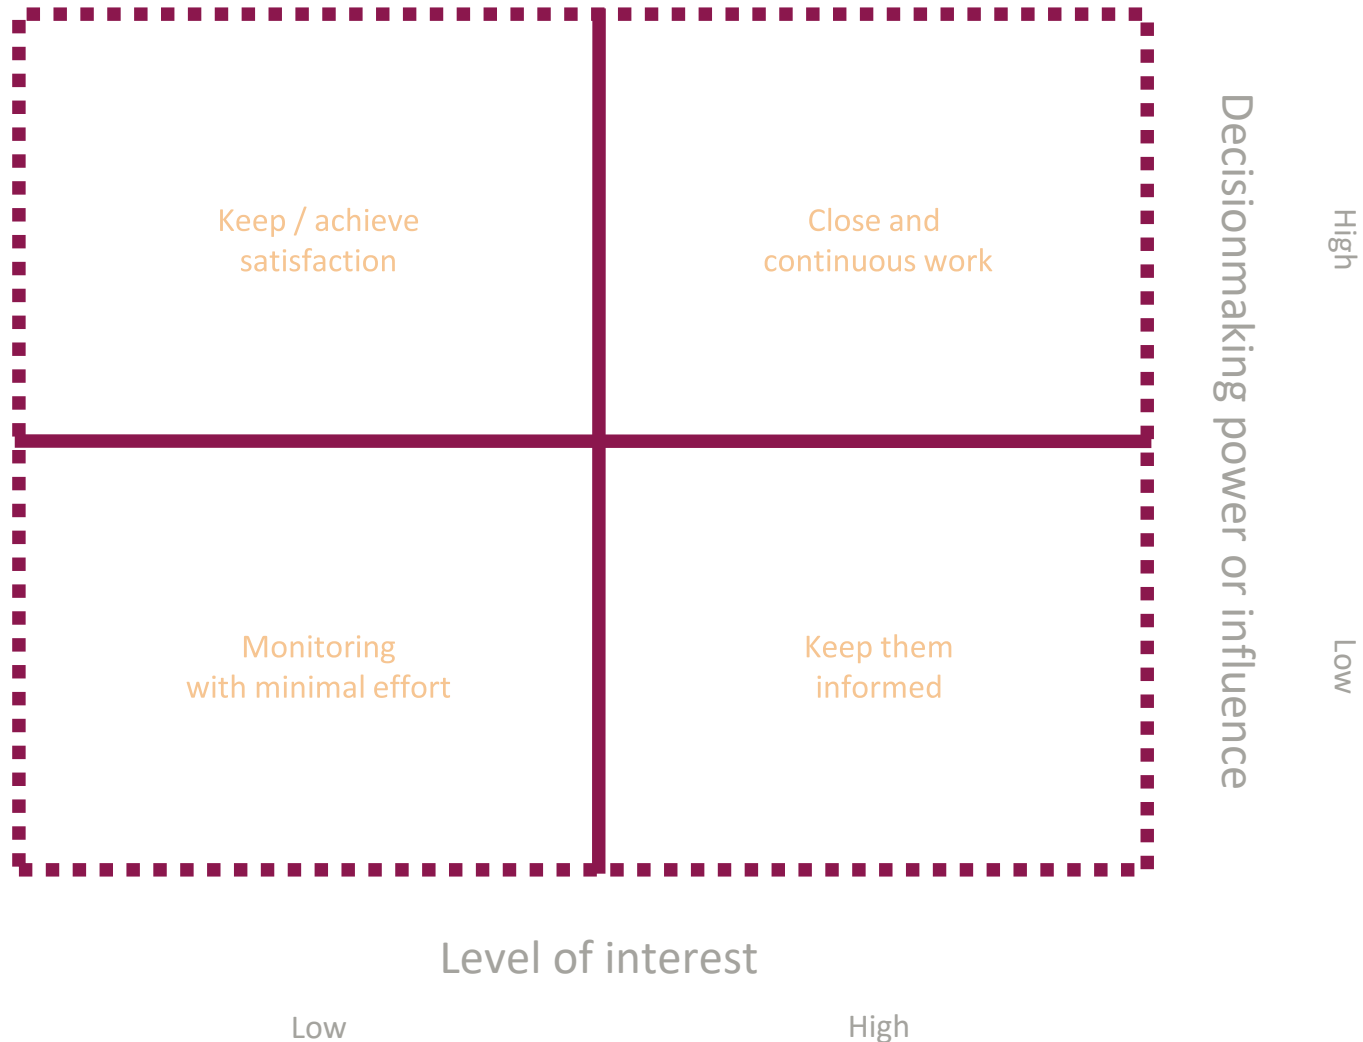 Keep / achieve
satisfaction
Close and
continuous work
Decisionmaking power or influence
High
Monitoring
with minimal effort
Keep them
informed
Low
Level of interest
Low
High